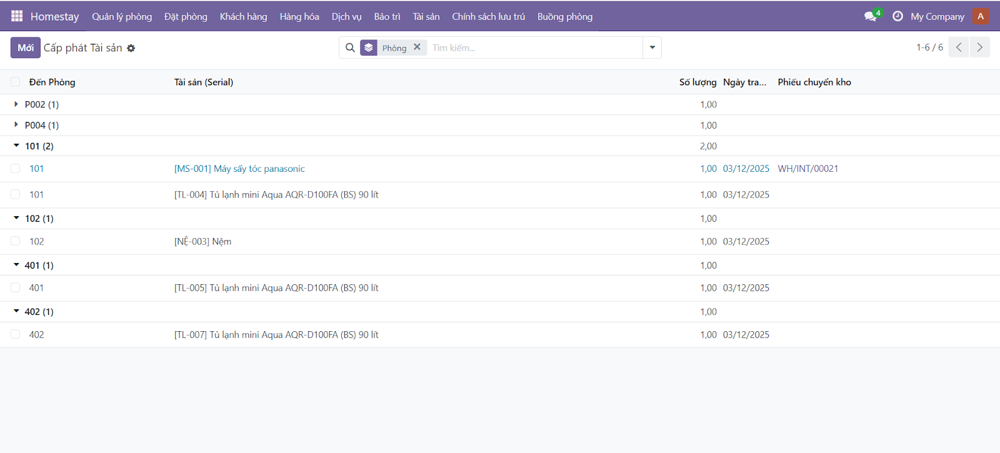 Homestay Quản lý phòng Đặt phòng Khách hàng Hàng hóa Dịch vụ Bảo trì Tài sản Chính sách lưu trú Buồng phòng 4 My Company A
Mới Cấp phát Tài sản Phòng Tìm kiếm... 1-6 / 6
Đến Phòng Tài sản (Serial) Số lượng Ngày tra... Phiếu chuyển kho
P002 (1) 1,00
P004 (1) 1,00
101 (2) 2,00
101 [MS-001] Máy sấy tóc panasonic 1,00 03/12/2025 WH/INT/00021
101 [TL-004] Tủ lạnh mini Aqua AQR-D100FA (BS) 90 lít 1,00 03/12/2025
102 (1) 1,00
102 [NỆ-003] Nệm 1,00 03/12/2025
401 (1) 1,00
401 [TL-005] Tủ lạnh mini Aqua AQR-D100FA (BS) 90 lít 1,00 03/12/2025
402 (1) 1,00
402 [TL-007] Tủ lạnh mini Aqua AQR-D100FA (BS) 90 lít 1,00 03/12/2025